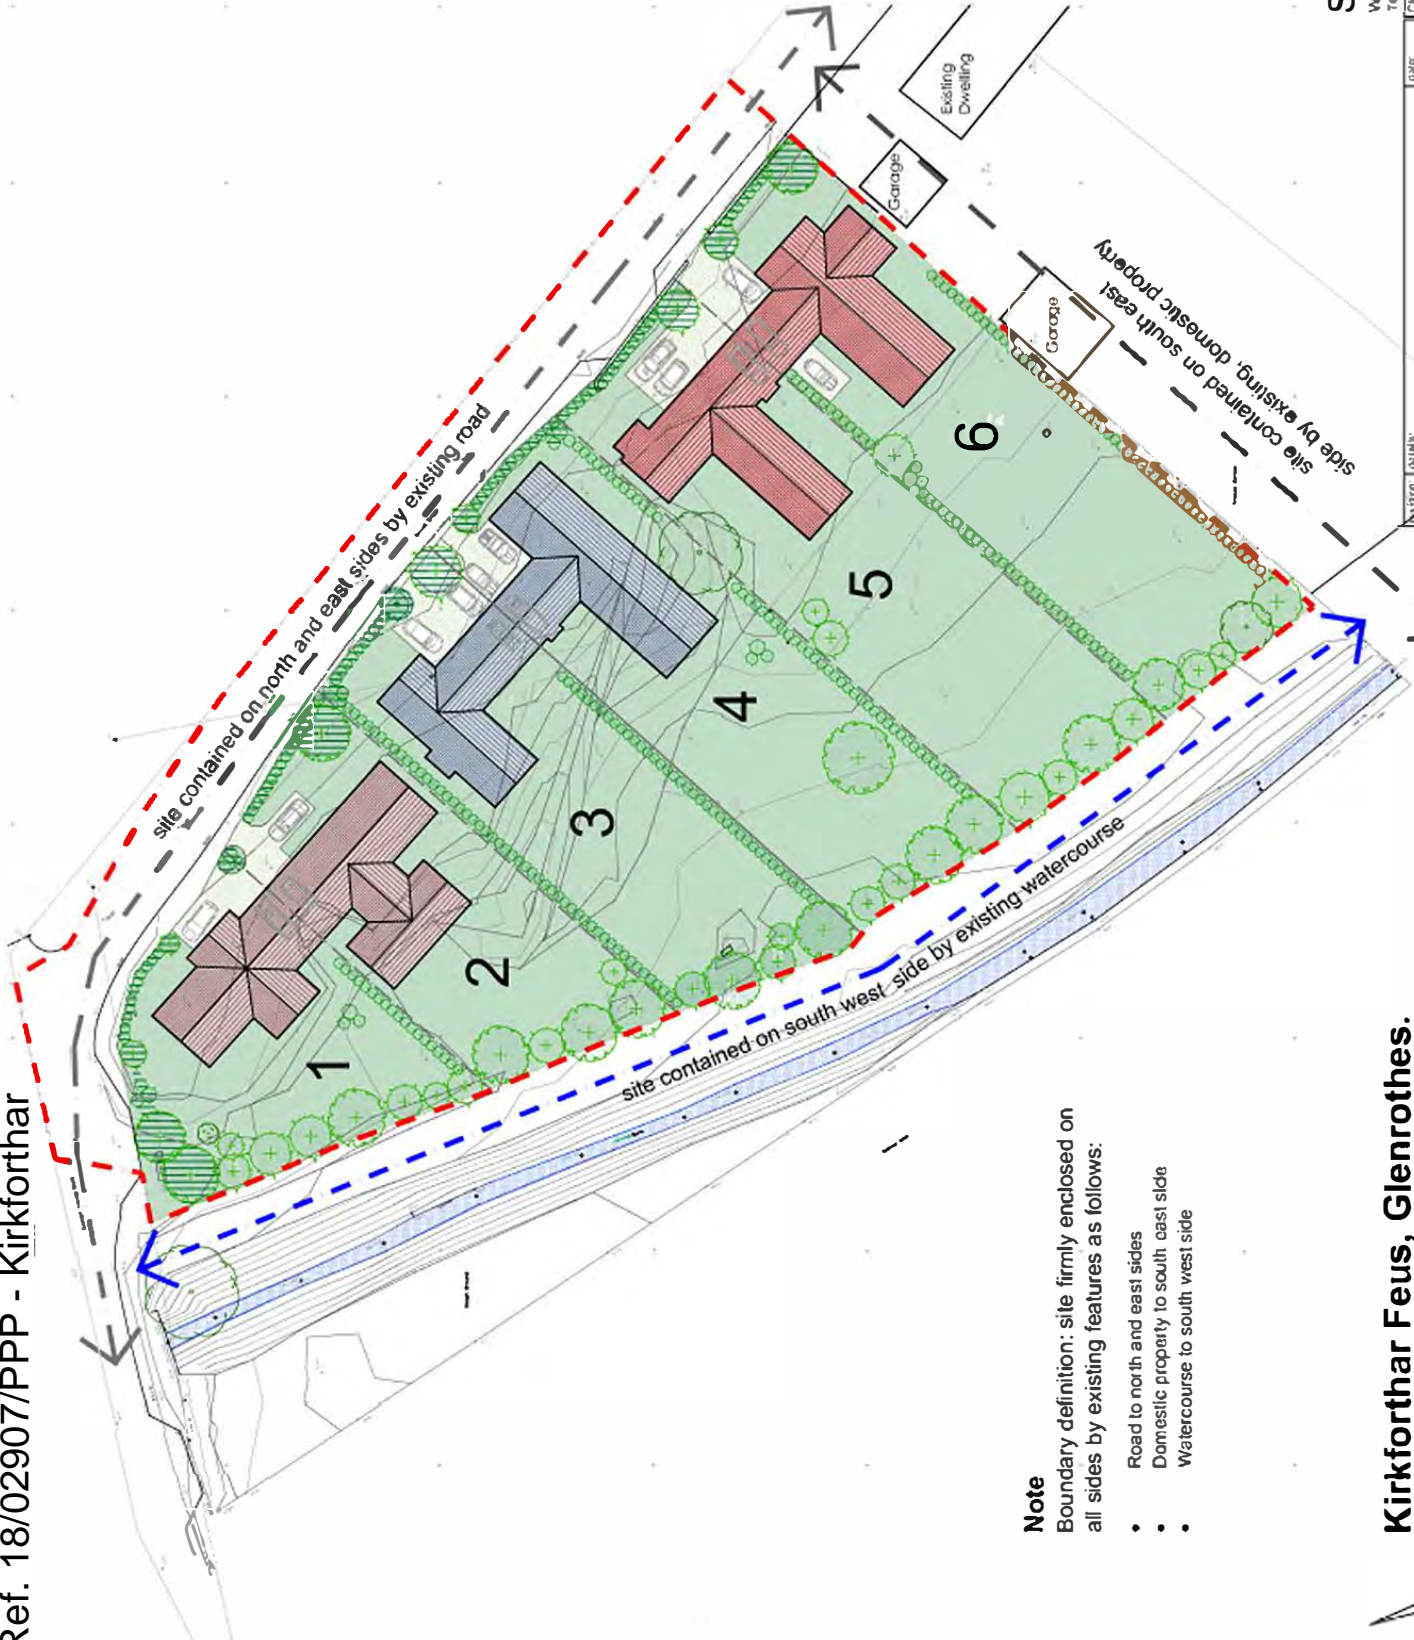 Ref. 18/02907/PPP - Kirkforthar
site contained on north and east sides by existing road
Existing
Dwelling
Garage
Garage
site contained on south east
side by existing, domestic property
1
2
3
4
5
6
site contained on south west side by existing watercourse
Note
Boundary definition: site firmly enclosed on
all sides by existing features as follows:
• Road to north and east sides
• Domestic property to south east side
• Watercourse to south west side
Kirkforthar Feus, Glenrothes.